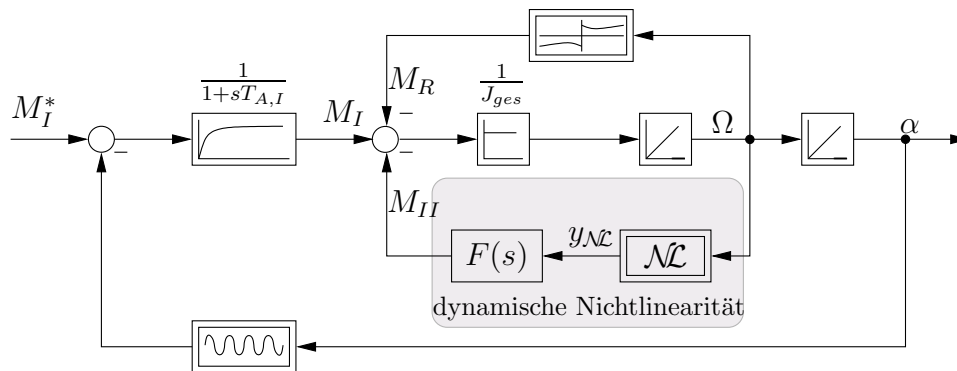 1
1+sT_{A,I}
M_I^*
−
M_I
M_R
−
−
1
J_{ges}
Ω
α
M_{II}
F(s)
y_{𝒩ℒ}
𝒩ℒ
dynamische Nichtlinearität